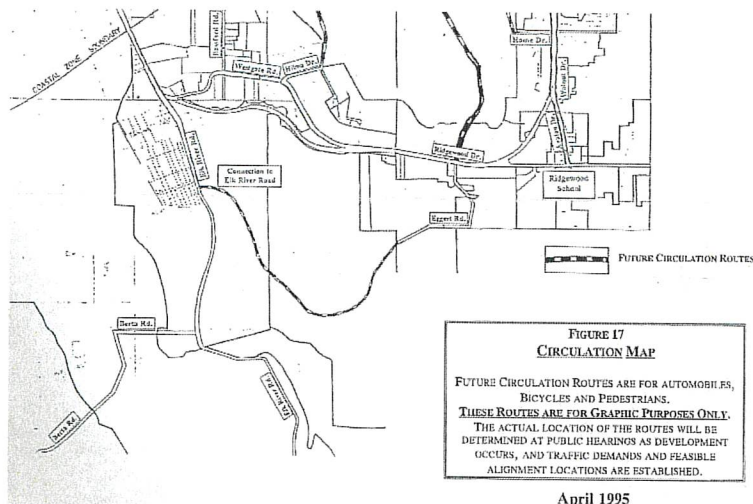 COASTAL ZONE BOUNDARY
Westgate Rd.
Hilma Dr.
Home Dr.
Walnut Dr.
Elk River Rd.
Connection to
Elk River Road
Ridgewood Dr.
Ridgewood
School
Eggert Rd.
FUTURE CIRCULATION ROUTES
Berta Rd.
Berta Rd.
Elk River Rd.
FIGURE 17
CIRCULATION MAP
FUTURE CIRCULATION ROUTES ARE FOR AUTOMOBILES,
BICYCLES AND PEDESTRIANS.
THESE ROUTES ARE FOR GRAPHIC PURPOSES ONLY.
THE ACTUAL LOCATION OF THE ROUTES WILL BE
DETERMINED AT PUBLIC HEARINGS AS DEVELOPMENT
OCCURS, AND TRAFFIC DEMANDS AND FEASIBLE
ALIGNMENT LOCATIONS ARE ESTABLISHED.
April 1995